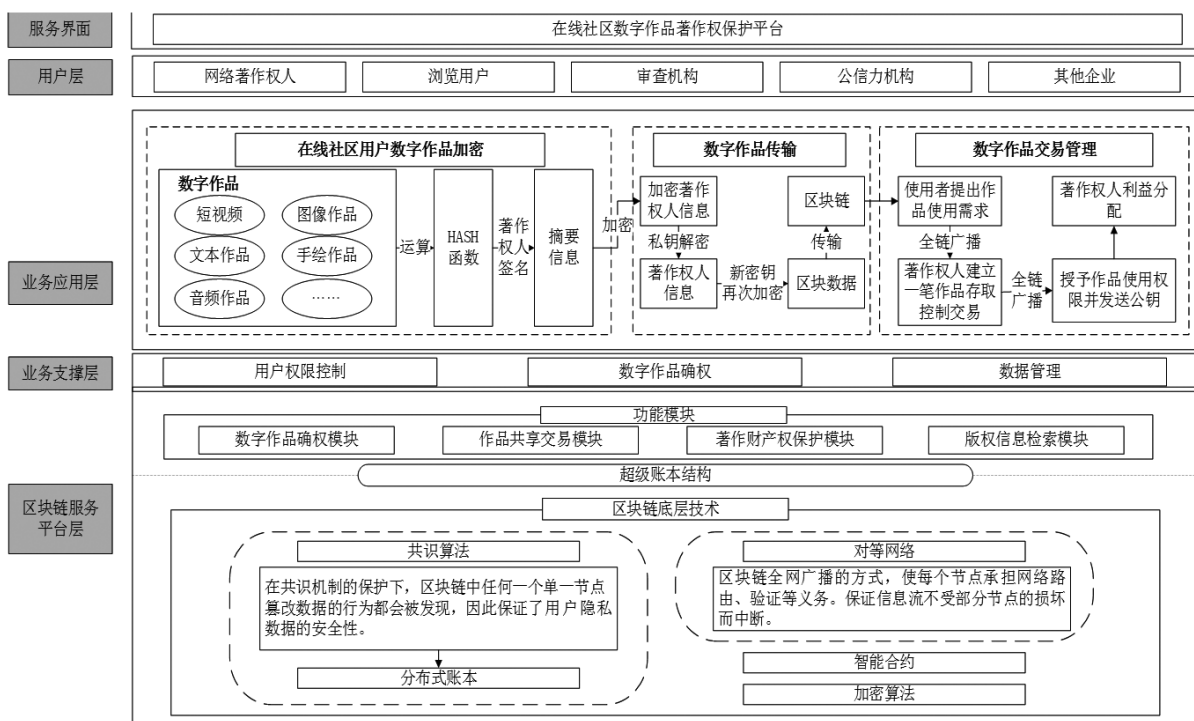 服务界面
在线社区数字作品著作权保护平台
用户层
网络著作权人
浏览用户
审查机构
公信力机构
其他企业
业务应用层
在线社区用户数字作品加密
数字作品
短视频
图像作品
文本作品
手绘作品
音频作品
……
运算
HASH
函数
著作
权人
签名
摘要
信息
加密
数字作品传输
加密著作
权人信息
私钥解密
著作权人
信息
新密钥
再次加密
区块数据
传输
区块链
数字作品交易管理
使用者提出作
品使用需求
全链广播
著作权人建立
一笔作品存取
控制交易
全链
广播
授予作品使用权
限并发送公钥
著作权人利益分
配
业务支撑层
用户权限控制
数字作品确权
数据管理
区块链服务
平台层
功能模块
数字作品确权模块
作品共享交易模块
著作财产权保护模块
版权信息检索模块
超级账本结构
区块链底层技术
共识算法
在共识机制的保护下，区块链中任何一个单一节点
篡改数据的行为都会被发现，因此保证了用户隐私
数据的安全性。
分布式账本
对等网络
区块链全网广播的方式，使每个节点承担网络路
由、验证等义务。保证信息流不受部分节点的损坏
而中断。
智能合约
加密算法